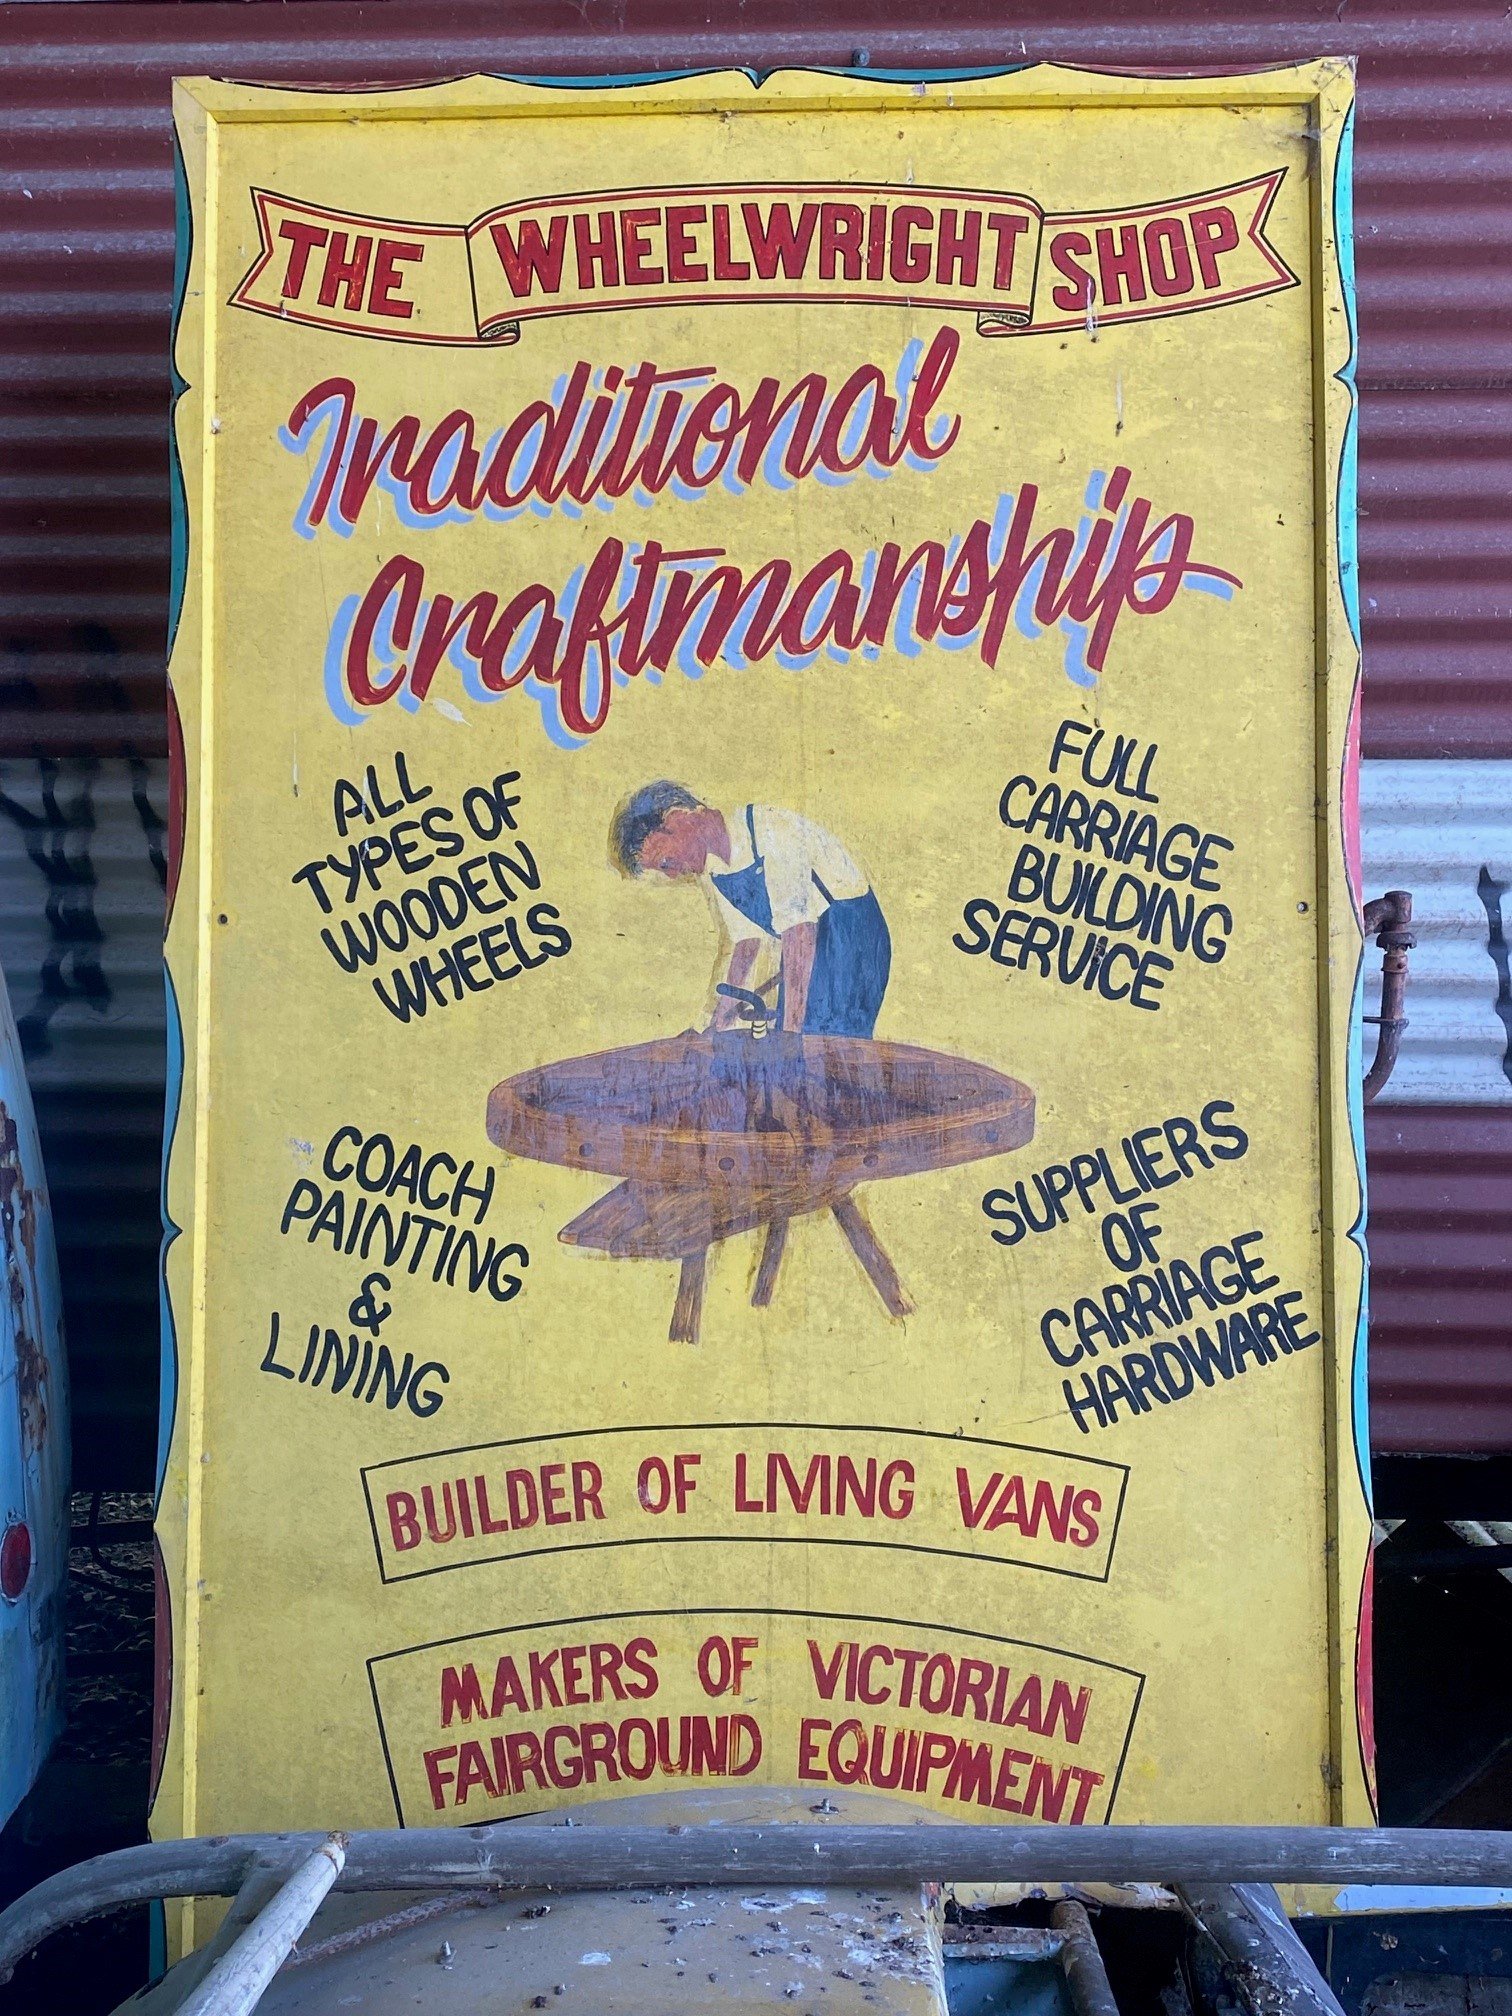 THE WHEELWRIGHT SHOP
Traditional
Craftmanship
ALL
TYPES OF
WOODEN
WHEELS
FULL
CARRIAGE
BUILDING
SERVICE
COACH
PAINTING
&
LINING
SUPPLIERS
OF
CARRIAGE
HARDWARE
BUILDER OF LIVING VANS
MAKERS OF VICTORIAN
FAIRGROUND EQUIPMENT